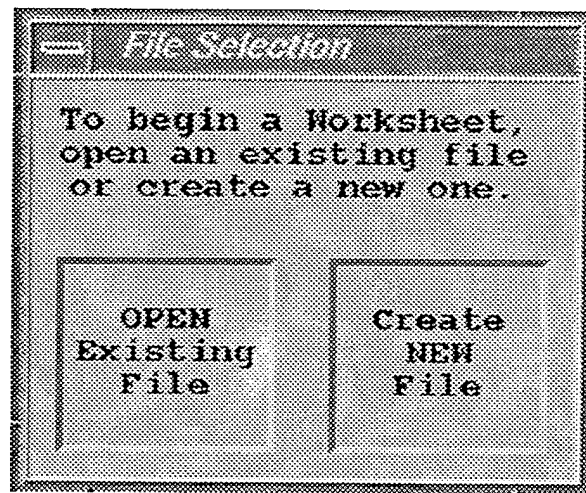 File Selection
To begin a Worksheet,
open an existing file
or create a new one.
OPEN
Existing
File
Create
NEW
File